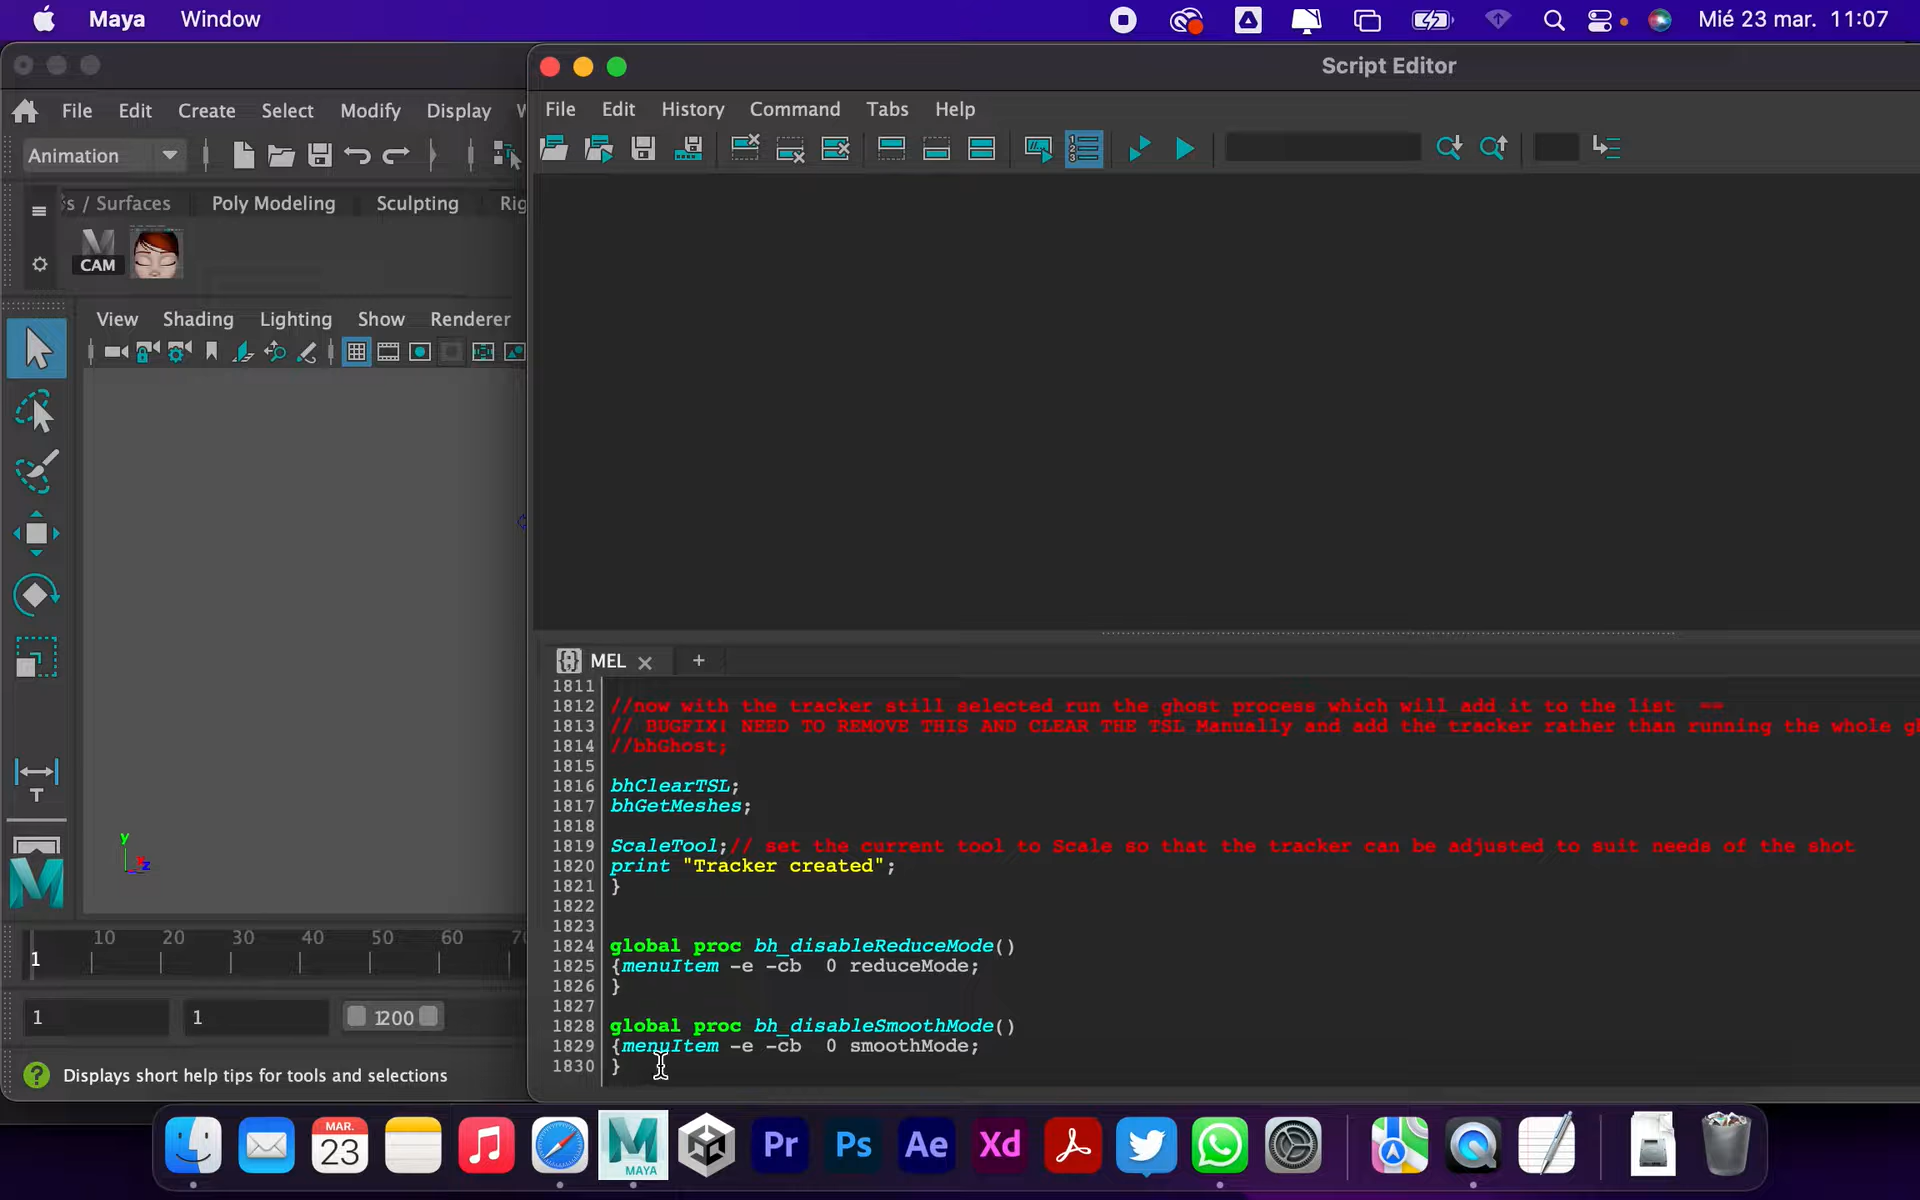 Maya Window Mié 23 mar. 11:07
Script Editor
File Edit Create Select Modify Display
File Edit History Command Tabs Help
Animation
s / Surfaces Poly Modeling Sculpting Rig
CAM
View Shading Lighting Show Renderer
T
y
x
z
10 20 30 40 50 60
1
1 1 1200
? Displays short help tips for tools and selections
MEL
1811
1812 //now with the tracker still selected run the ghost process which will add it to the list ==
1813 // BUGFIX! NEED TO REMOVE THIS AND CLEAR THE TSL Manually and add the tracker rather than running the whole gh
1814 //bhGhost;
1815
1816 bhClearTSL;
1817 bhGetMeshes;
1818
1819 ScaleTool;// set the current tool to Scale so that the tracker can be adjusted to suit needs of the shot
1820 print "Tracker created";
1821 }
1822
1823
1824 global proc bh_disableReduceMode()
1825 {menuItem -e -cb  0 reduceMode;
1826 }
1827
1828 global proc bh_disableSmoothMode()
1829 {menuItem -e -cb  0 smoothMode;
1830 }
MAR.
23
MAYA
Pr Ps Ae Xd